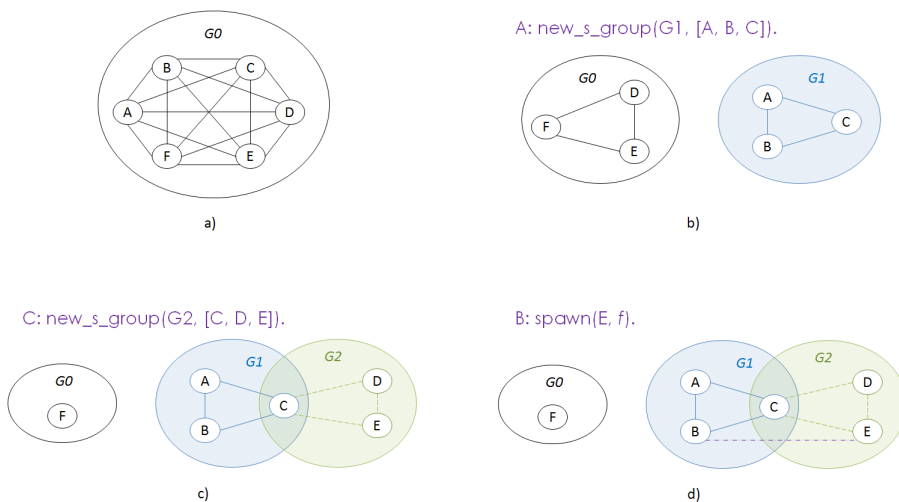 G0
B
C
A
D
F
E
a)
A: new_s_group(G1, [A, B, C]).
G0
D
F
E
G1
A
C
B
b)
C: new_s_group(G2, [C, D, E]).
G0
F
G1
G2
A
D
C
B
E
c)
B: spawn(E, f).
G0
F
G1
G2
A
D
C
B
E
d)